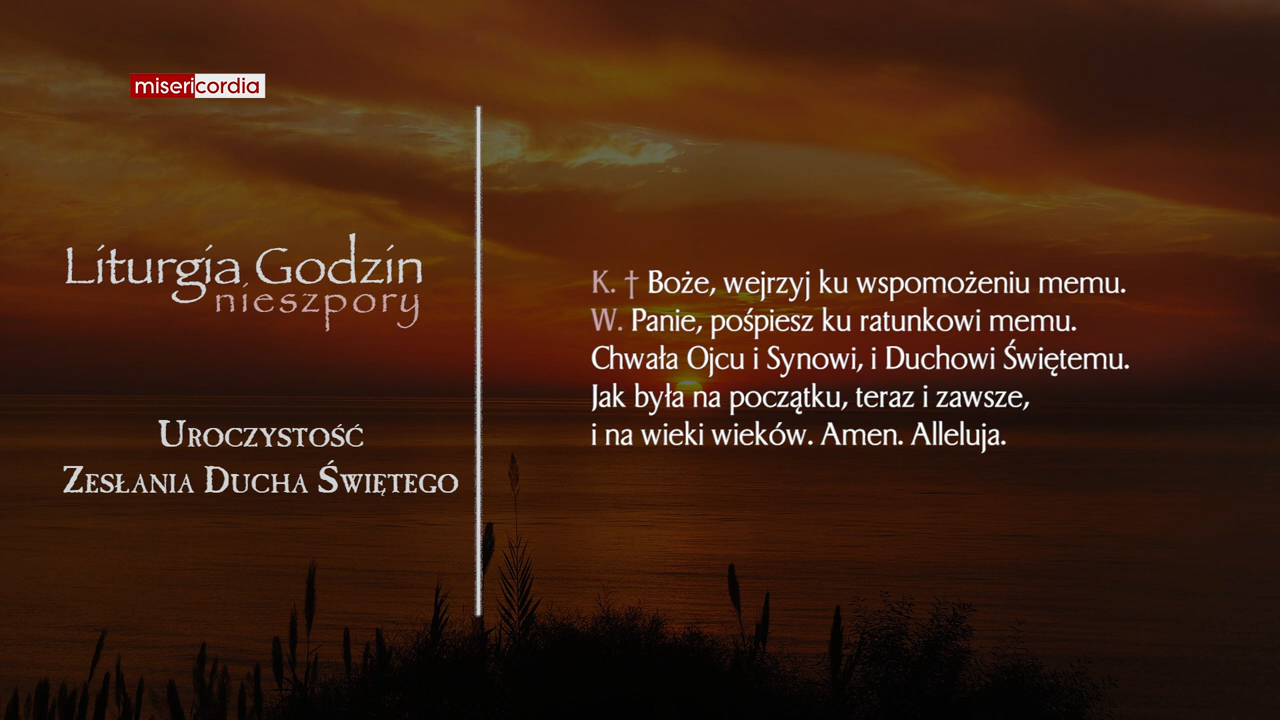 misericordia
Liturgia Godzin
nieszpory
Uroczystość
Zesłania Ducha Świętego
K. † Boże, wejrzyj ku wspomożeniu memu.
W. Panie, pośpiesz ku ratunkowi memu.
Chwała Ojcu i Synowi, i Duchowi Świętemu.
Jak była na początku, teraz i zawsze,
i na wieki wieków. Amen. Alleluja.